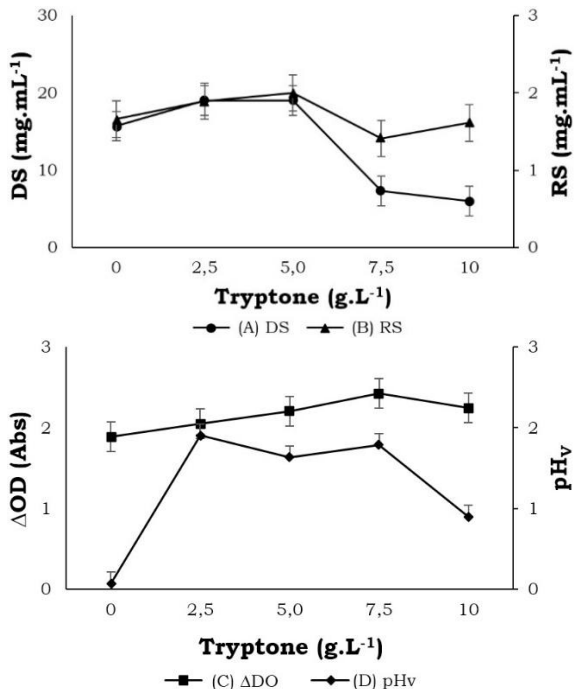 30
20
10
0
DS (mg.mL⁻¹)
3
2
1
0
RS (mg.mL⁻¹)
0 2,5 5,0 7,5 10
Tryptone (g.L⁻¹)
(A) DS (B) RS
3
2
1
0
ΔOD (Abs)
3
2
1
0
pHv
0 2,5 5,0 7,5 10
Tryptone (g.L⁻¹)
(C) ΔDO (D) pHv